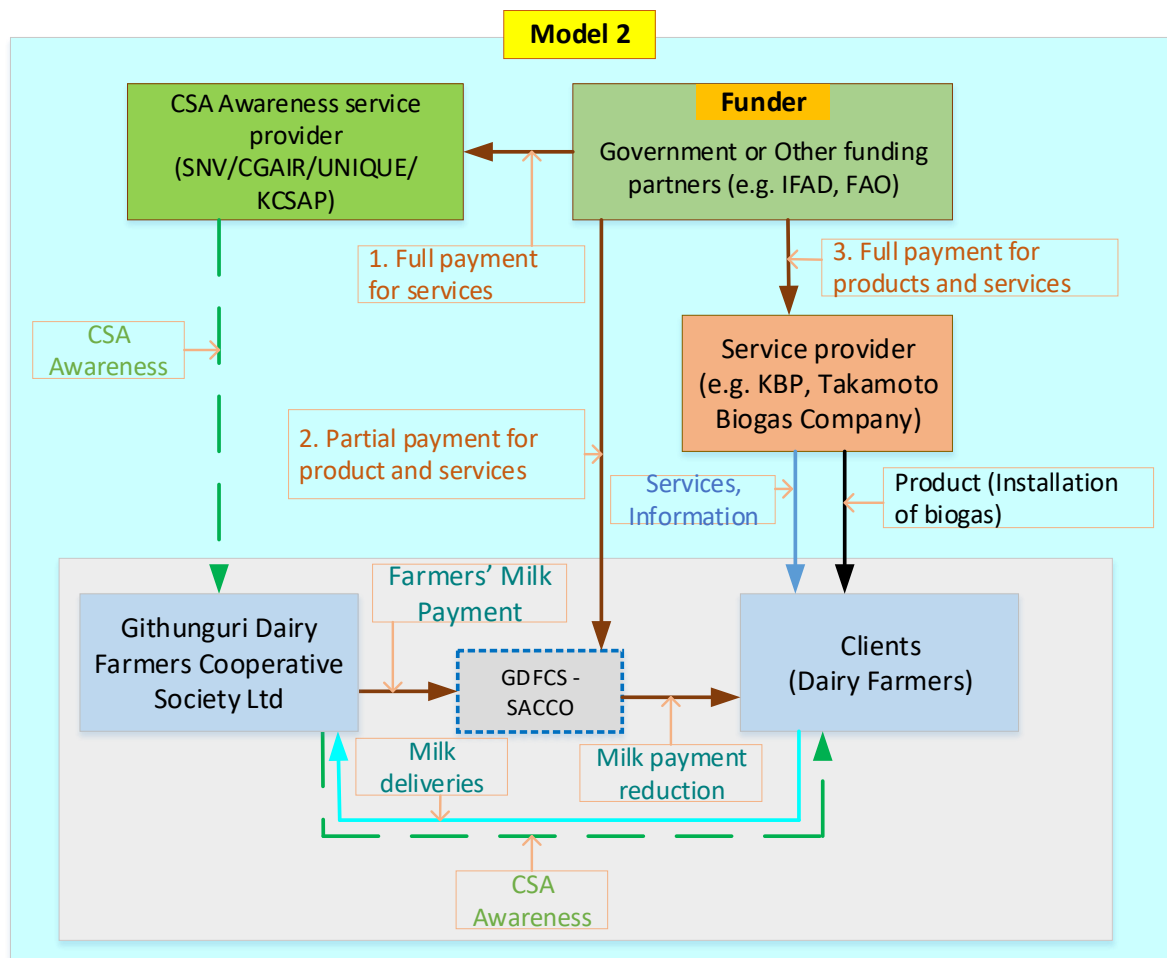 Model 2
CSA Awareness service
provider
(SNV/CGAIR/UNIQUE/
KCSAP)
Funder
Government or Other funding
partners (e.g. IFAD, FAO)
1. Full payment
for services
3. Full payment for
products and services
CSA
Awareness
Service provider
(e.g. KBP, Takamoto
Biogas Company)
2. Partial payment for
product and services
Services,
Information
Product (Installation
of biogas)
Farmers’ Milk
Payment
Githunguri Dairy
Farmers Cooperative
Society Ltd
GDFCS -
SACCO
Clients
(Dairy Farmers)
Milk
deliveries
Milk payment
reduction
CSA
Awareness